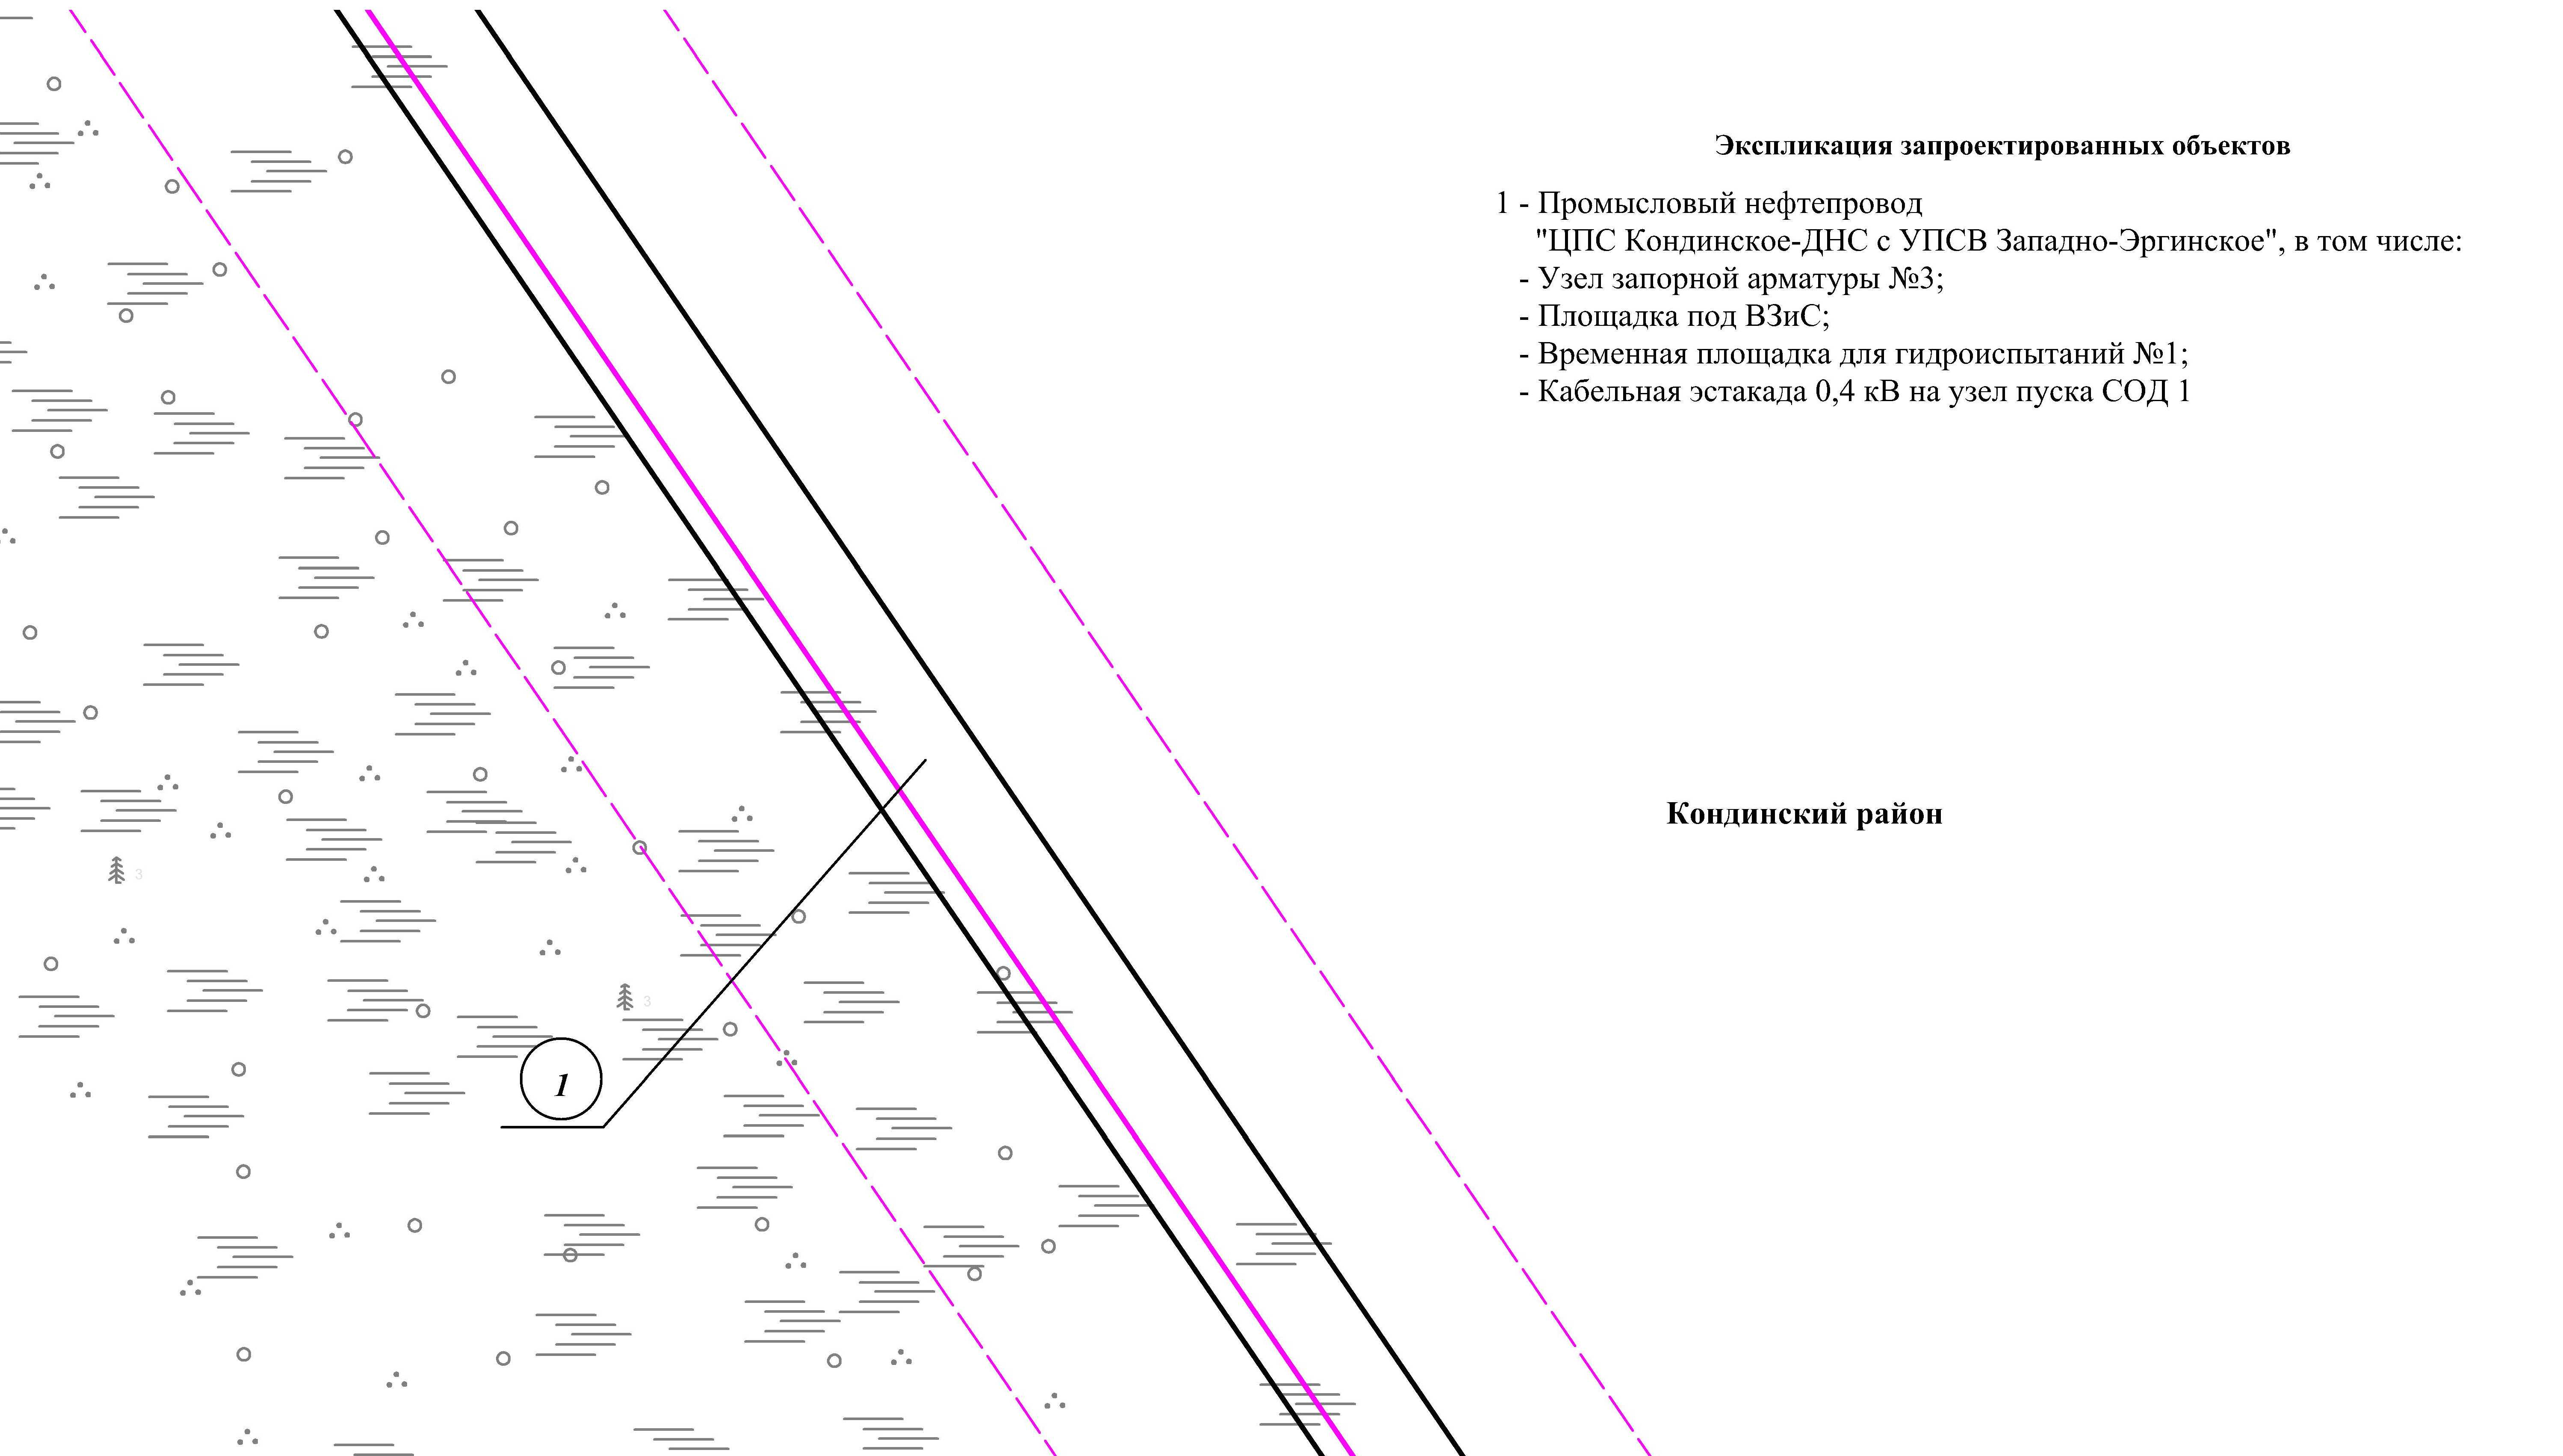 Экспликация запроектированных объектов
1 - Промысловый нефтепровод
"ЦПС Кондинское-ДНС с УПСВ Западно-Эргинское", в том числе:
- Узел запорной арматуры №3;
- Площадка под ВЗиС;
- Временная площадка для гидроиспытаний №1;
- Кабельная эстакада 0,4 кВ на узел пуска СОД 1
Кондинский район
3
3
1